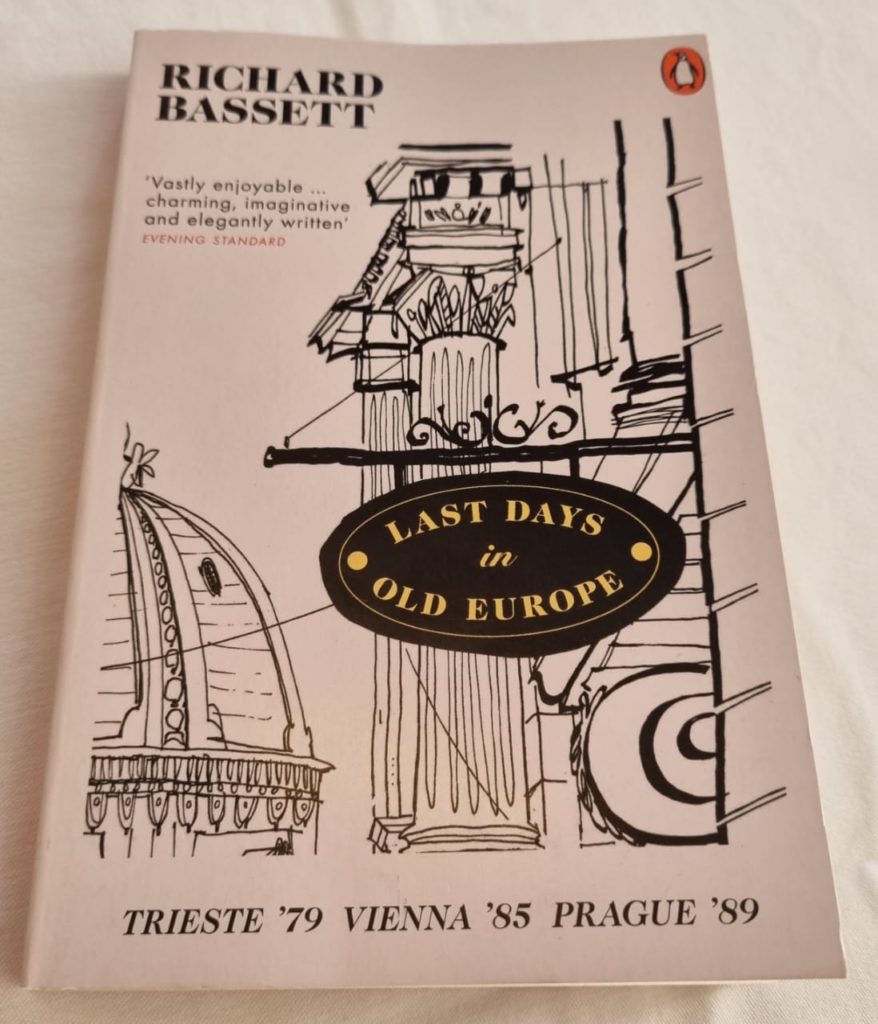 RICHARD
BASSETT
'Vastly enjoyable ...
charming, imaginative
and elegantly written'
EVENING STANDARD
LAST DAYS
in
OLD EUROPE
TRIESTE '79 VIENNA '85 PRAGUE '89